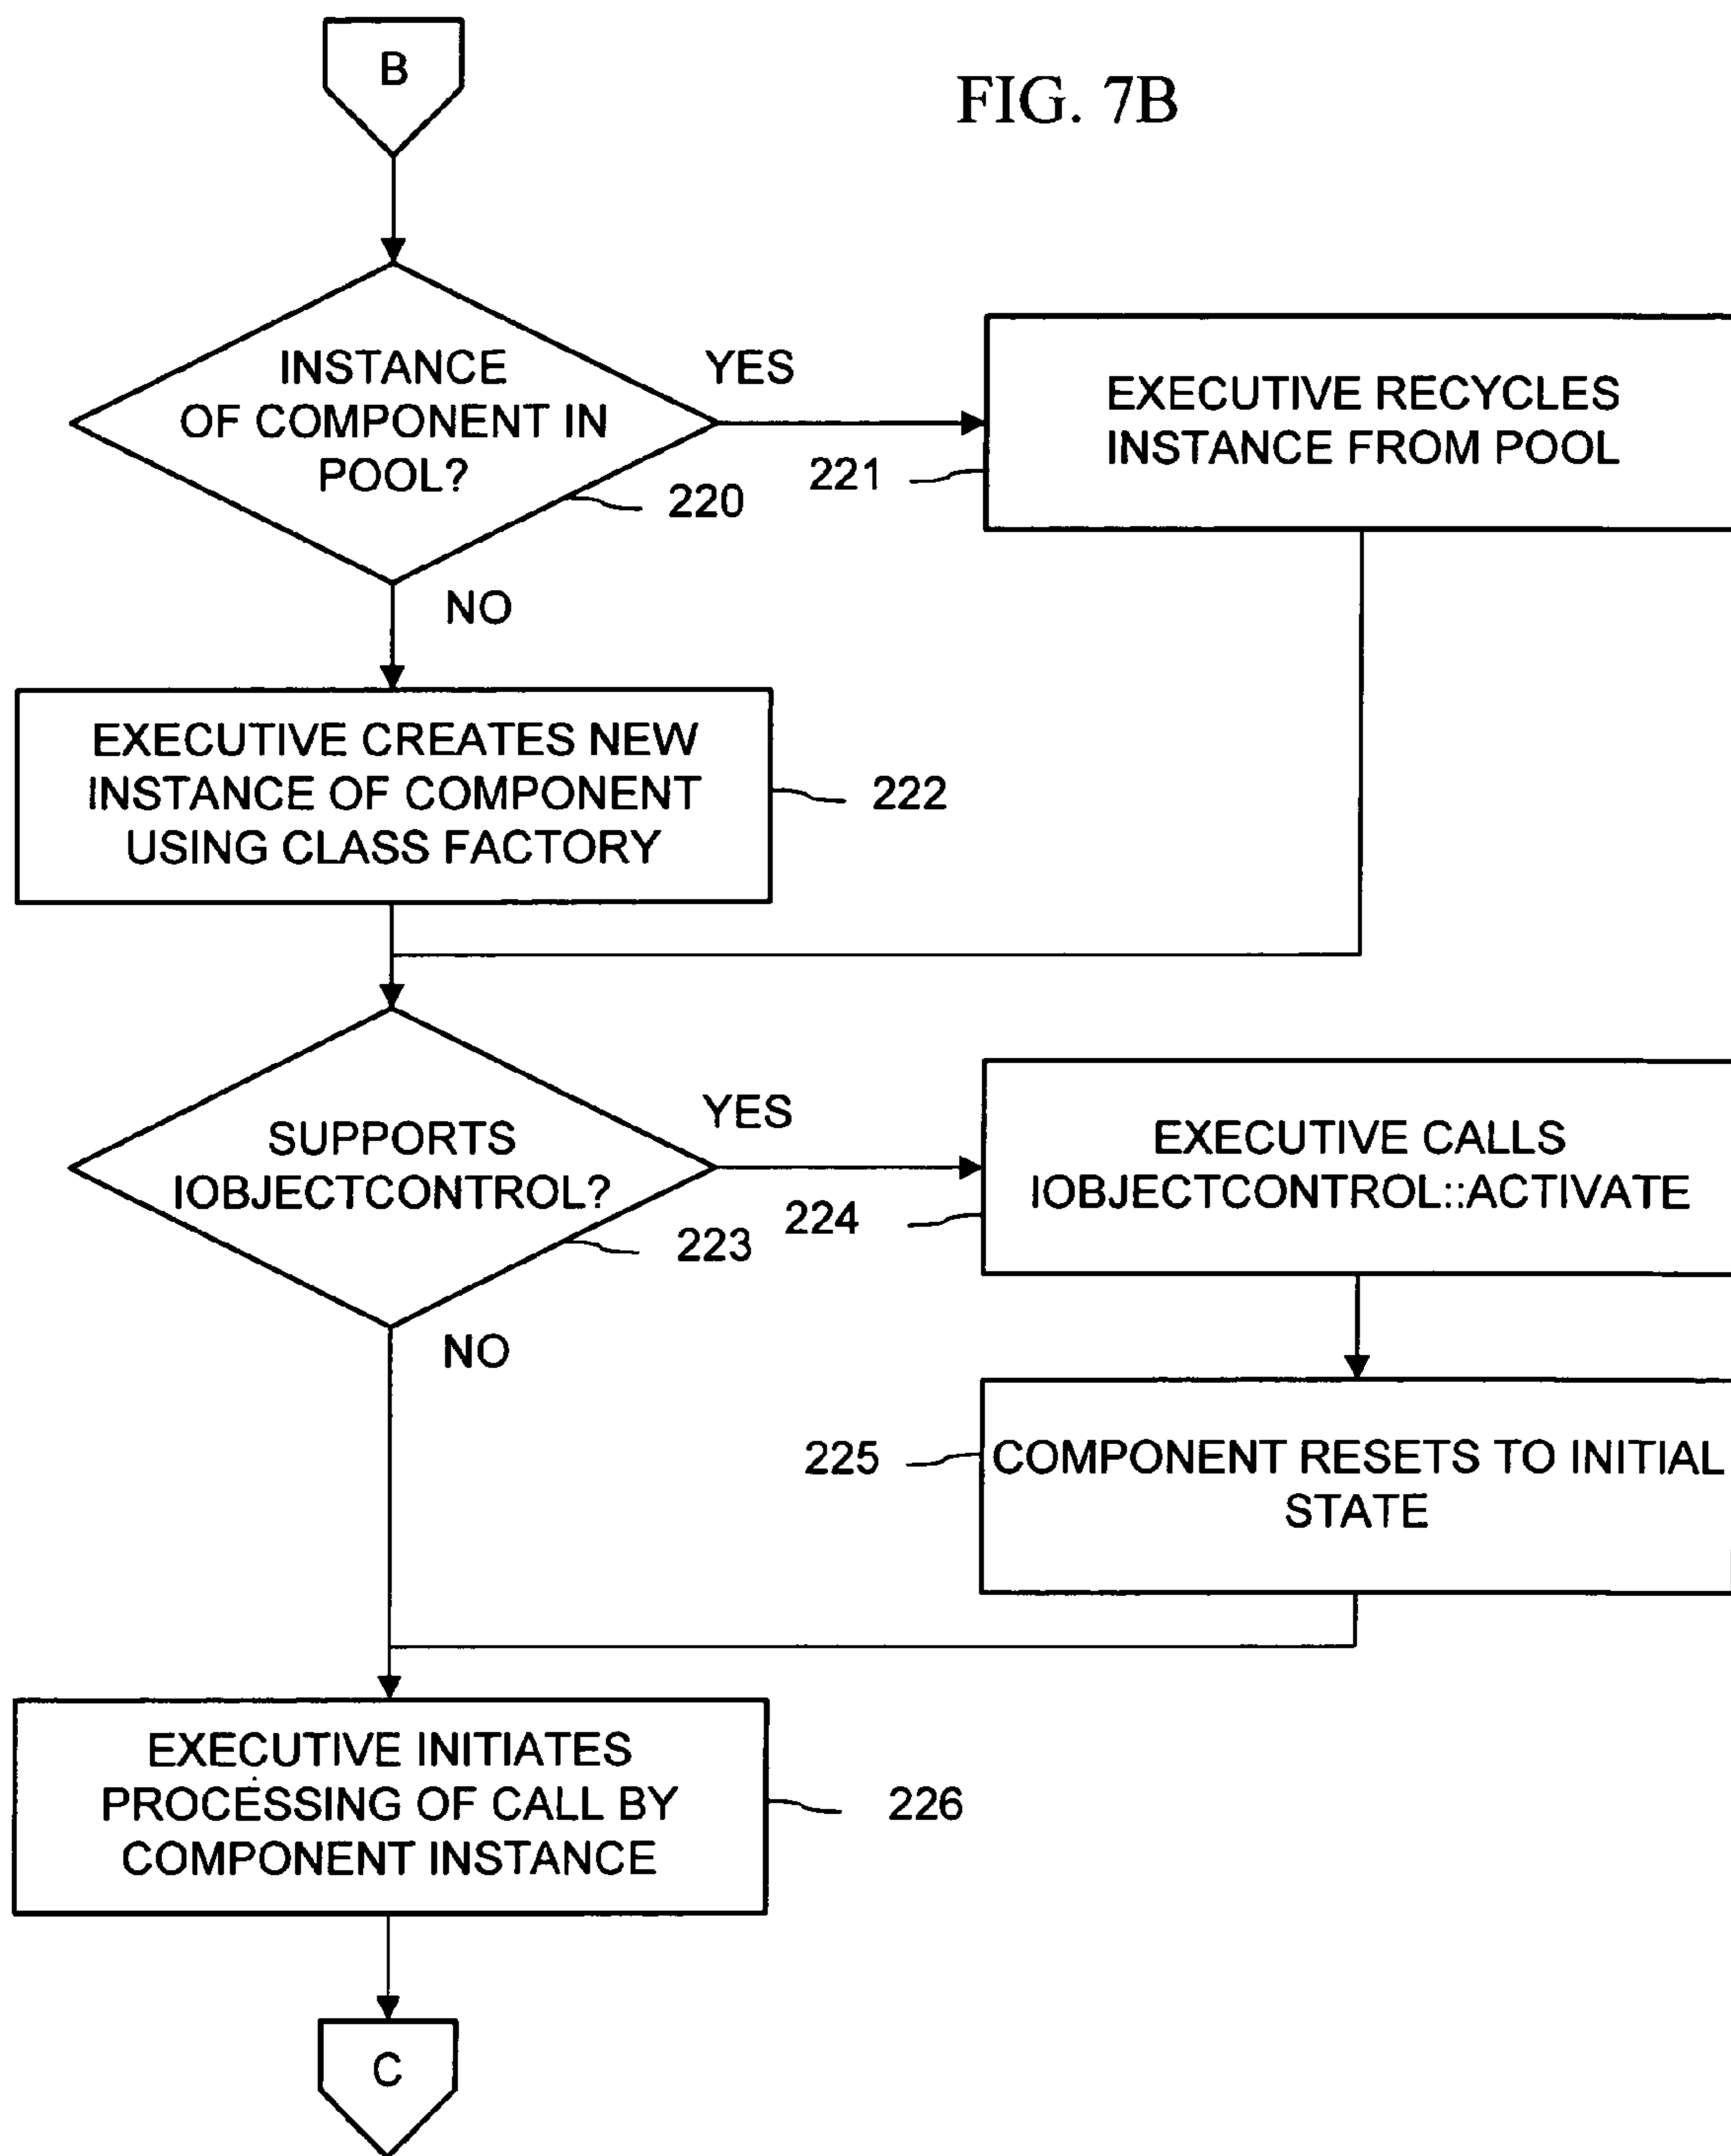 B
FIG. 7B
INSTANCE
OF COMPONENT IN
POOL?
220
YES
221
EXECUTIVE RECYCLES
INSTANCE FROM POOL
NO
EXECUTIVE CREATES NEW
INSTANCE OF COMPONENT
USING CLASS FACTORY
222
SUPPORTS
IOBJECTCONTROL?
223
YES
224
EXECUTIVE CALLS
IOBJECTCONTROL::ACTIVATE
NO
225
COMPONENT RESETS TO INITIAL
STATE
EXECUTIVE INITIATES
PROCESSING OF CALL BY
COMPONENT INSTANCE
226
C